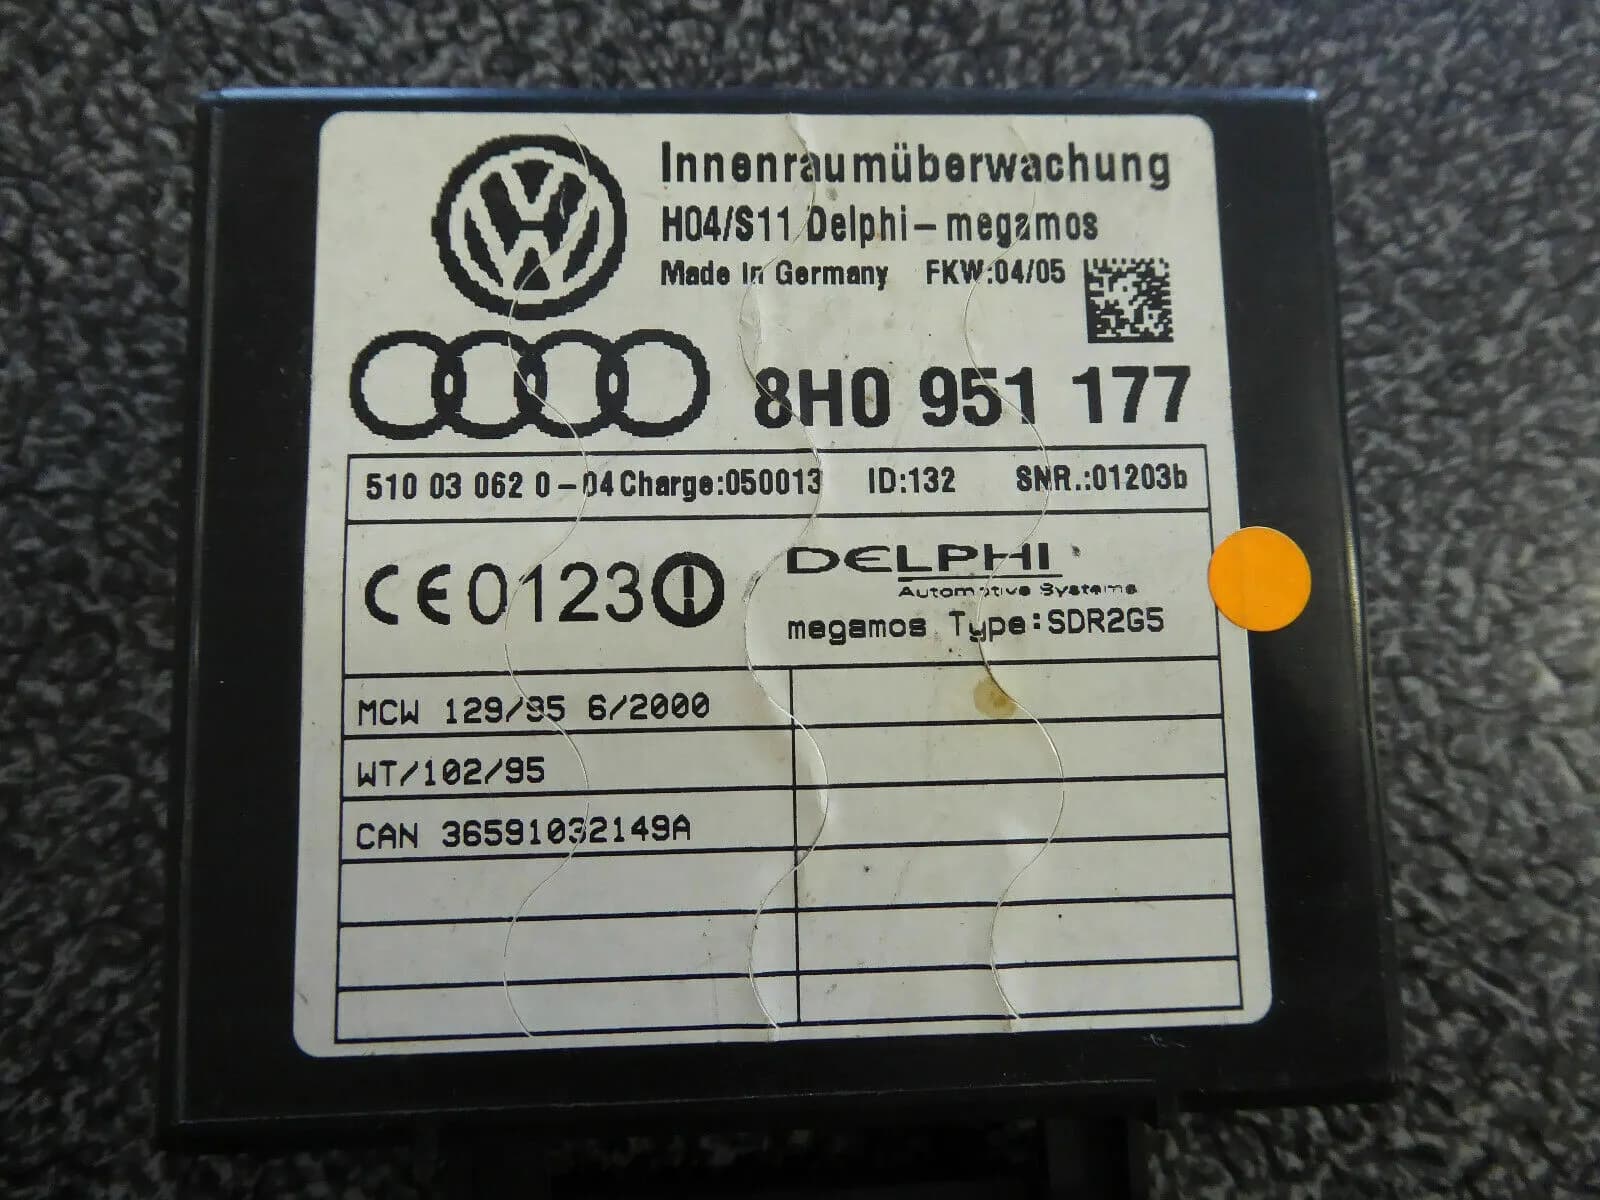 Innenraumüberwachung
H04/S11 Delphi-megamos
Made in Germany FKW:04/05
8H0 951 177
510 03 062 0-04 Charge:050013 ID:132 SNR.:01203b
CE0123
DELPHI
Automotive Systems
megamos Type:SDR2G5
MCW 129/95 6/2000
WT/102/95
CAN 36591032149A